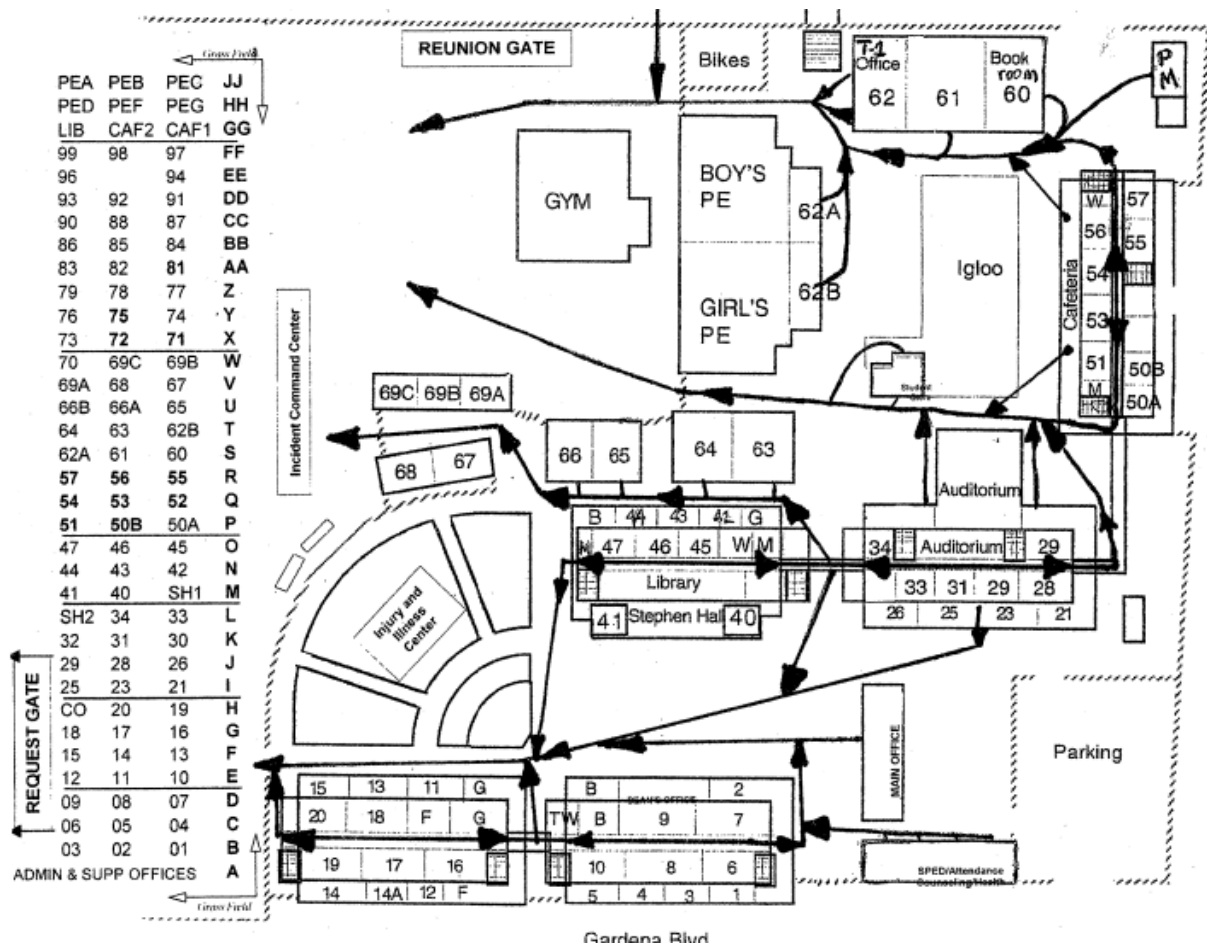 Grass Field
REUNION GATE
PEA PEB PEC JJ
PED PEF PEG HH
LIB CAF2 CAF1 GG
99 98 97 FF
96 94 EE
93 92 91 DD
90 88 87 CC
86 85 84 BB
83 82 81 AA
79 78 77 Z
76 75 74 Y
73 72 71 X
70 69C 69B W
69A 68 67 V
66B 66A 65 U
64 63 62B T
62A 61 60 S
57 56 55 R
54 53 52 Q
51 50B 50A P
47 46 45 O
44 43 42 N
41 40 SH1 M
SH2 34 33 L
32 31 30 K
29 28 26 J
25 23 21 I
CO 20 19 H
18 17 16 G
15 14 13 F
12 11 10 E
09 08 07 D
06 05 04 C
03 02 01 B
ADMIN & SUPP OFFICES A
Grass Field
REQUEST GATE
Incident Command Center
Bikes
T-1
Office
Book
room
62 61 60
PM
GYM
BOY'S
PE
62A
GIRL'S
PE
62B
Igloo
Student
Cafeteria
W
56
54
53
51
M
57
55
50B
50A
69C 69B 69A
68 67
66 65
64 63
Auditorium
B 44 43 G
M 47 46 45 W M
Library
41 Stephen Hall 40
34 Auditorium 29
33 31 29 28
26 25 23 21
Injury and
Illness
Center
MAIN OFFICE
Parking
15 13 11 G
20 18 F G
19 17 16
14 14A 12 F
B 2
DEAN'S OFFICE
TW B 9 7
10 8 6
5 4 3 1
SPED/Attendance
Counseling/Health
Gardena Blvd